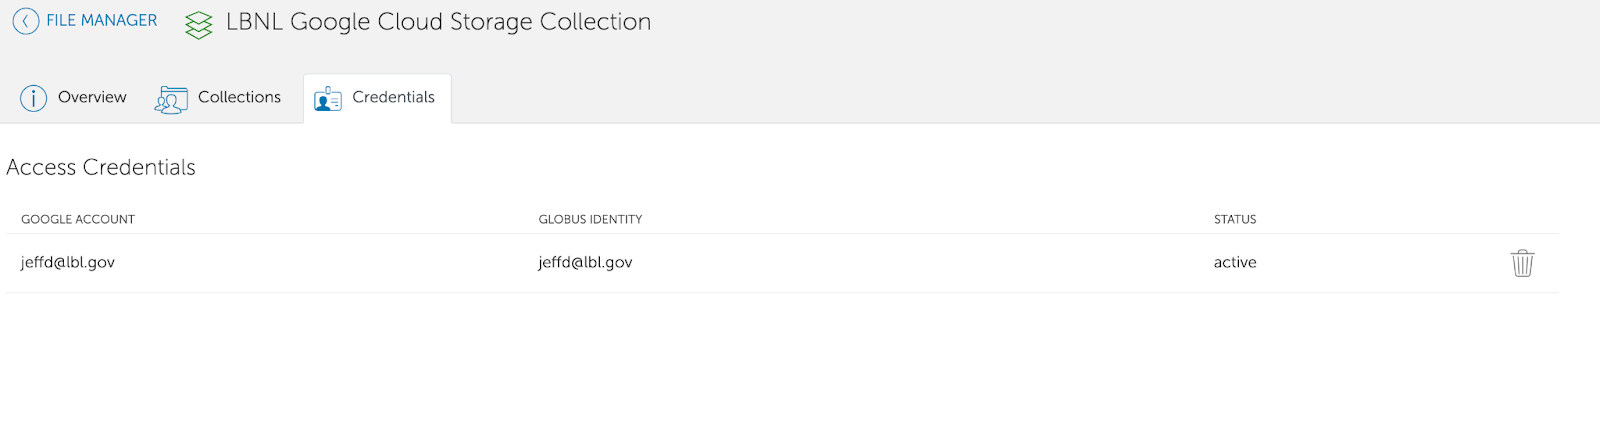 FILE MANAGER LBNL Google Cloud Storage Collection
Overview Collections Credentials
Access Credentials
GOOGLE ACCOUNT GLOBUS IDENTITY STATUS
jeffd@lbl.gov jeffd@lbl.gov active